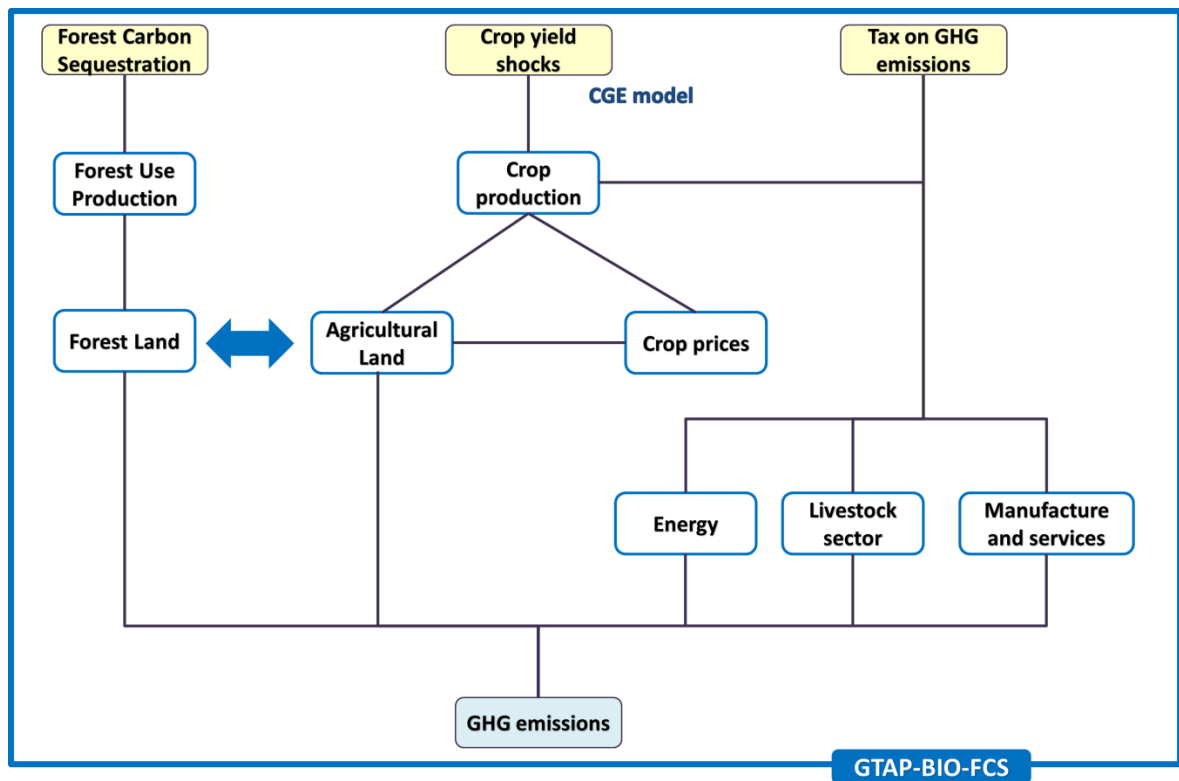 Forest Carbon
Sequestration
Crop yield
shocks
Tax on GHG
emissions
CGE model
Forest Use
Production
Crop
production
Forest Land
Agricultural
Land
Crop prices
Energy
Livestock
sector
Manufacture
and services
GHG emissions
GTAP-BIO-FCS